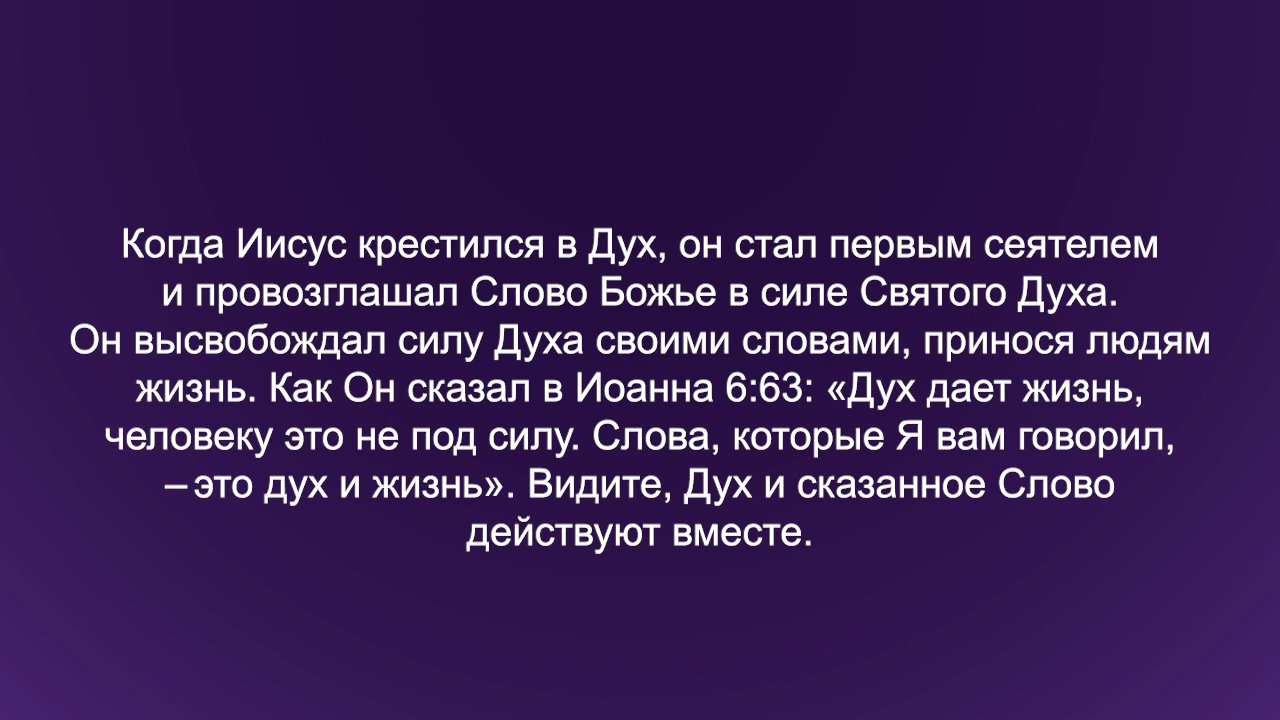 Когда Иисус крестился в Дух, он стал первым сеятелем
и провозглашал Слово Божье в силе Святого Духа.
Он высвобождал силу Духа своими словами, принося людям
жизнь. Как Он сказал в Иоанна 6:63: «Дух дает жизнь,
человеку это не под силу. Слова, которые Я вам говорил,
– это дух и жизнь». Видите, Дух и сказанное Слово
действуют вместе.